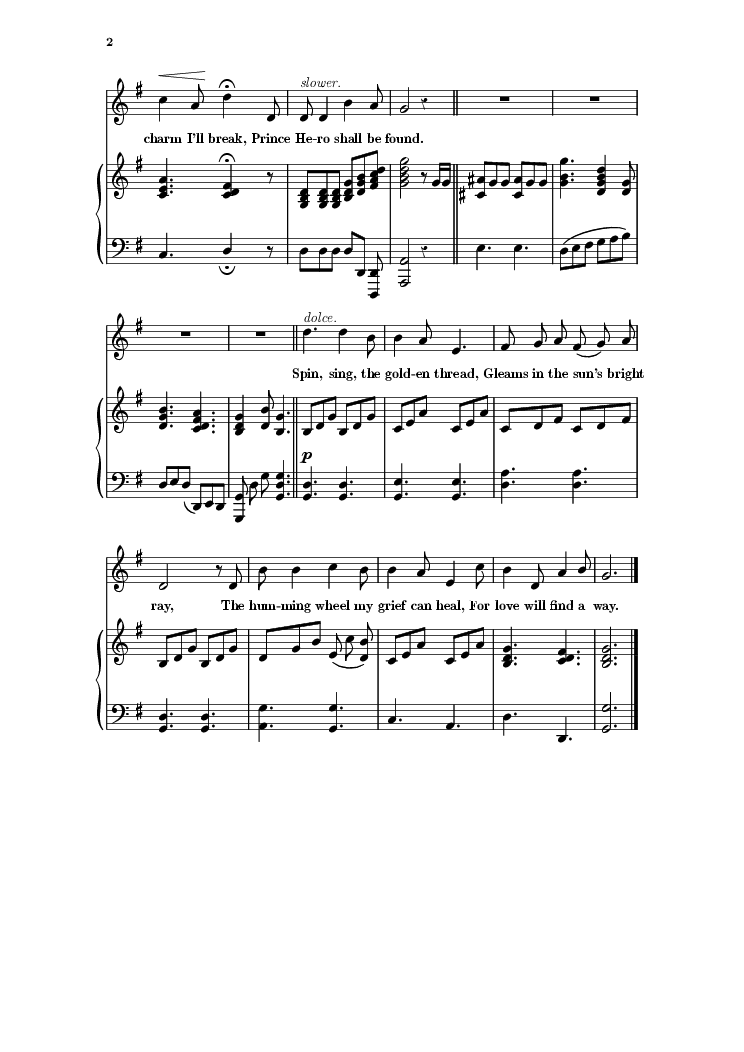 2
slower.
charm I'll break, Prince He-ro shall be found.
dolce.
Spin, sing, the gold-en thread, Gleams in the sun's bright
p
ray, The hum-ming wheel my grief can heal, For love will find a way.